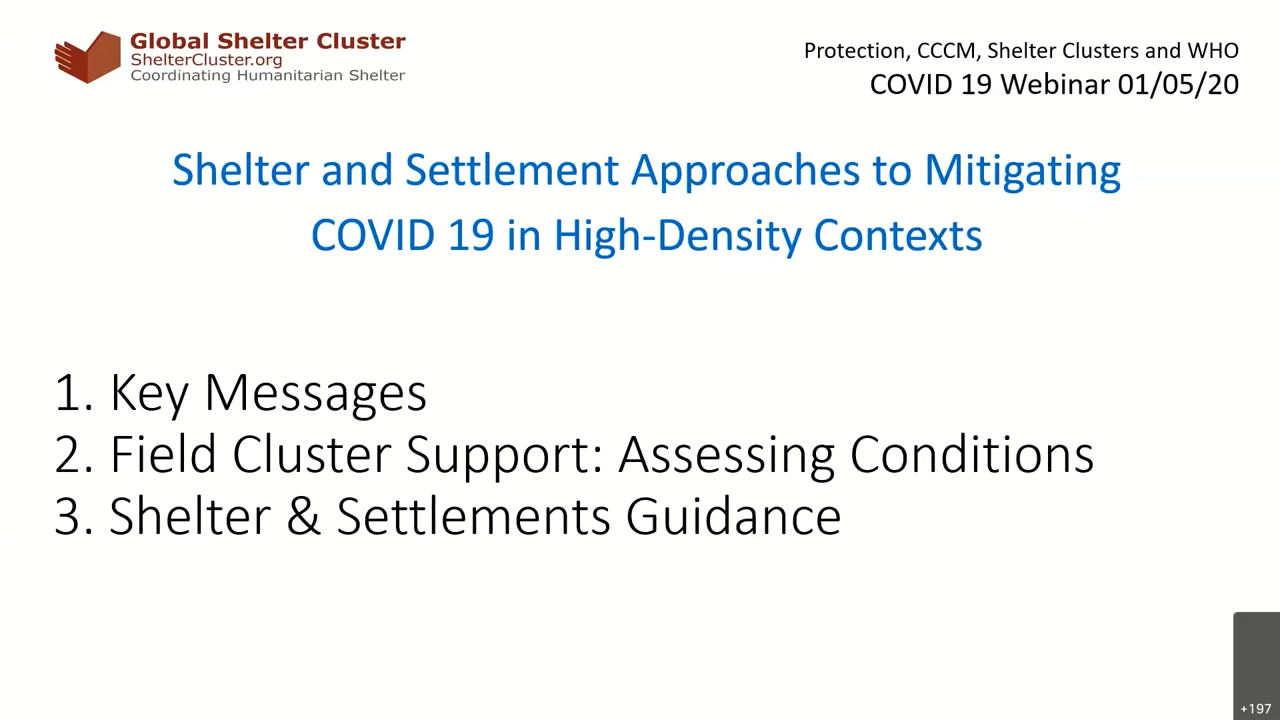 Global Shelter Cluster
ShelterCluster.org
Coordinating Humanitarian Shelter
Protection, CCCM, Shelter Clusters and WHO
COVID 19 Webinar 01/05/20
Shelter and Settlement Approaches to Mitigating
COVID 19 in High-Density Contexts
1. Key Messages
2. Field Cluster Support: Assessing Conditions
3. Shelter & Settlements Guidance
+197